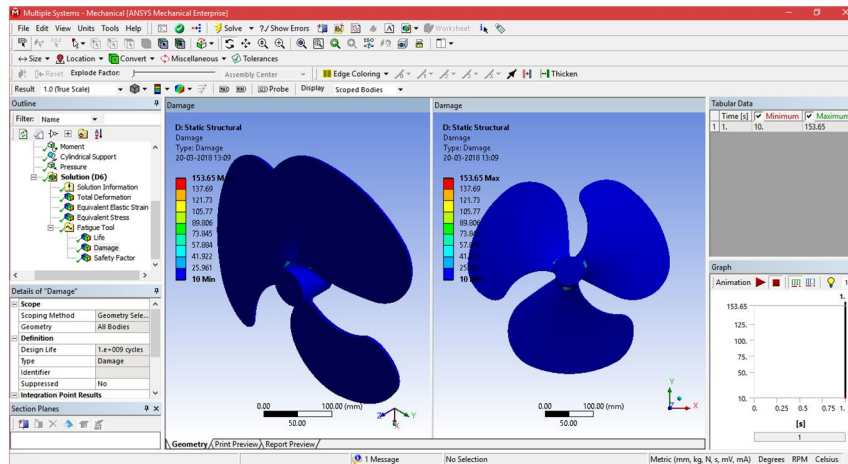 Multiple Systems - Mechanical [ANSYS Mechanical Enterprise]
File Edit View Units Tools Help
Solve ?/ Show Errors
Worksheet
Size Location Convert Miscellaneous Tolerances
Reset Explode Factor: Assembly Center Edge Coloring Thicken
Result 1.0 (True Scale) Probe Display Scoped Bodies
Outline
Filter: Name
Moment
Cylindrical Support
Pressure
Solution (D6)
Solution Information
Total Deformation
Equivalent Elastic Strain
Equivalent Stress
Fatigue Tool
Life
Damage
Safety Factor
Details of "Damage"
Scope
Scoping Method Geometry Sele...
Geometry All Bodies
Definition
Design Life 1.e+009 cycles
Type Damage
Identifier
Suppressed No
Integration Point Results
Section Planes
Damage
D: Static Structural
Damage
Type: Damage
20-03-2018 13:09
153.65 Max
137.69
121.73
105.77
89.806
73.845
57.884
41.922
25.961
10 Min
0.00 100.00 (mm)
50.00
Y
X
Damage
D: Static Structural
Damage
Type: Damage
20-03-2018 13:09
153.65 Max
137.69
121.73
105.77
89.806
73.845
57.884
41.922
10 Min
0.00 100.00 (mm)
50.00
Y
Z X
Geometry Print Preview Report Preview
Tabular Data
Time [s] Minimum Maximum
1 1. 10. 153.65
Graph
Animation
1.
153.65
125.
100.
75.
50.
10.
0. 0.25 0.5 0.75 1.
[s]
1
1 Message No Selection Metric (mm, kg, N, s, mV, mA) Degrees RPM Celsius